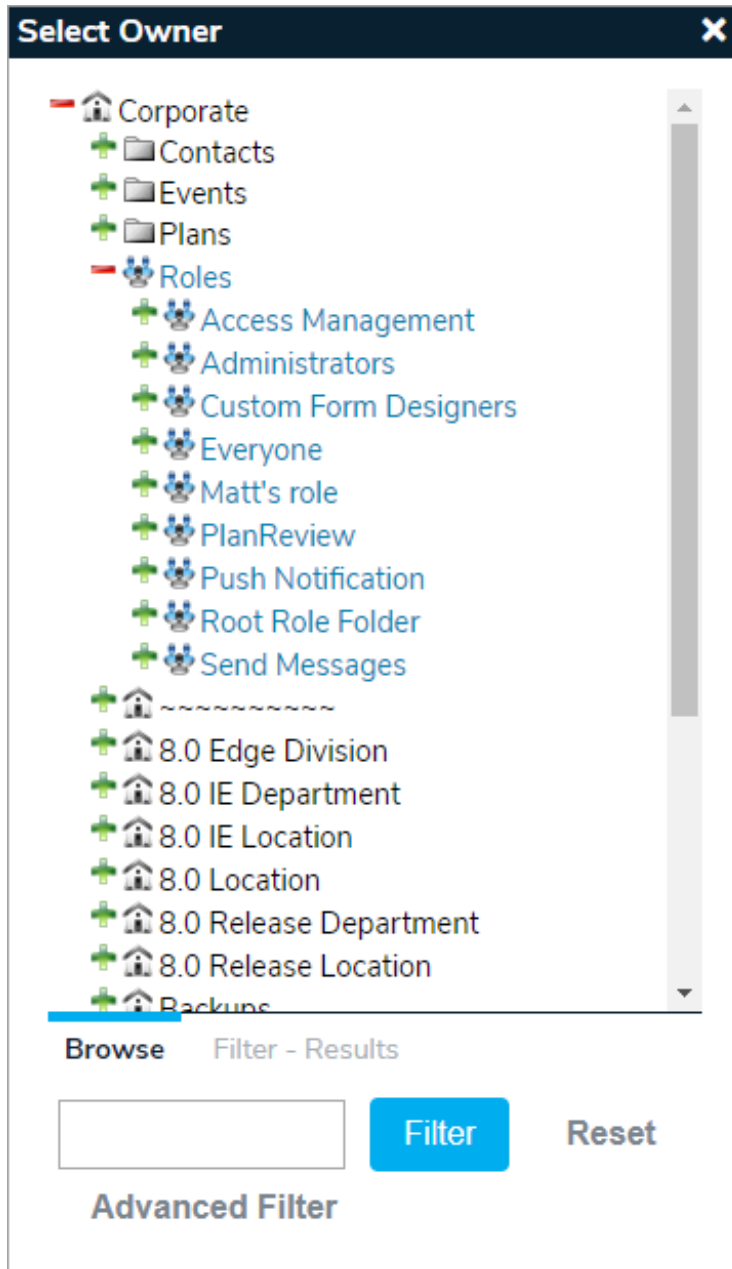 Select Owner
Corporate
Contacts
Events
Plans
Roles
Access Management
Administrators
Custom Form Designers
Everyone
Matt's role
PlanReview
Push Notification
Root Role Folder
Send Messages
~~~~~~~~~~
8.0 Edge Division
8.0 IE Department
8.0 IE Location
8.0 Location
8.0 Release Department
8.0 Release Location
Backups
Browse Filter - Results
Filter Reset
Advanced Filter